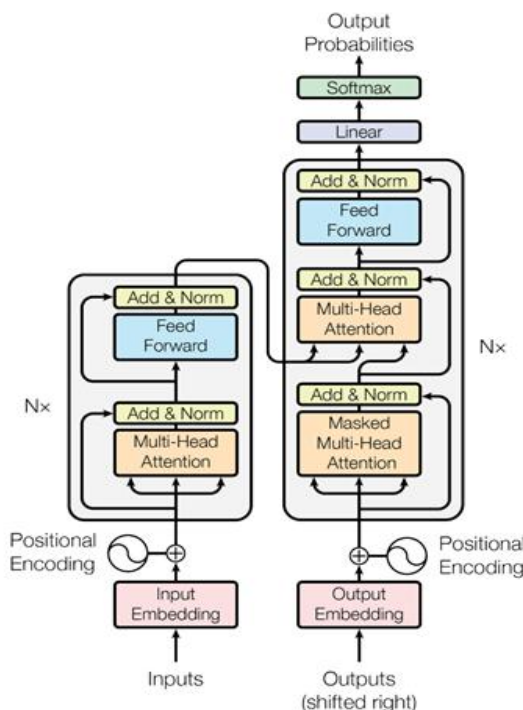 Output
Probabilities
Softmax
Linear
Add & Norm
Feed
Forward
Add & Norm
Multi-Head
Attention
Add & Norm
Masked
Multi-Head
Attention
Nx
Positional
Encoding
Output
Embedding
Outputs
(shifted right)
Add & Norm
Feed
Forward
Add & Norm
Multi-Head
Attention
Nx
Positional
Encoding
Input
Embedding
Inputs